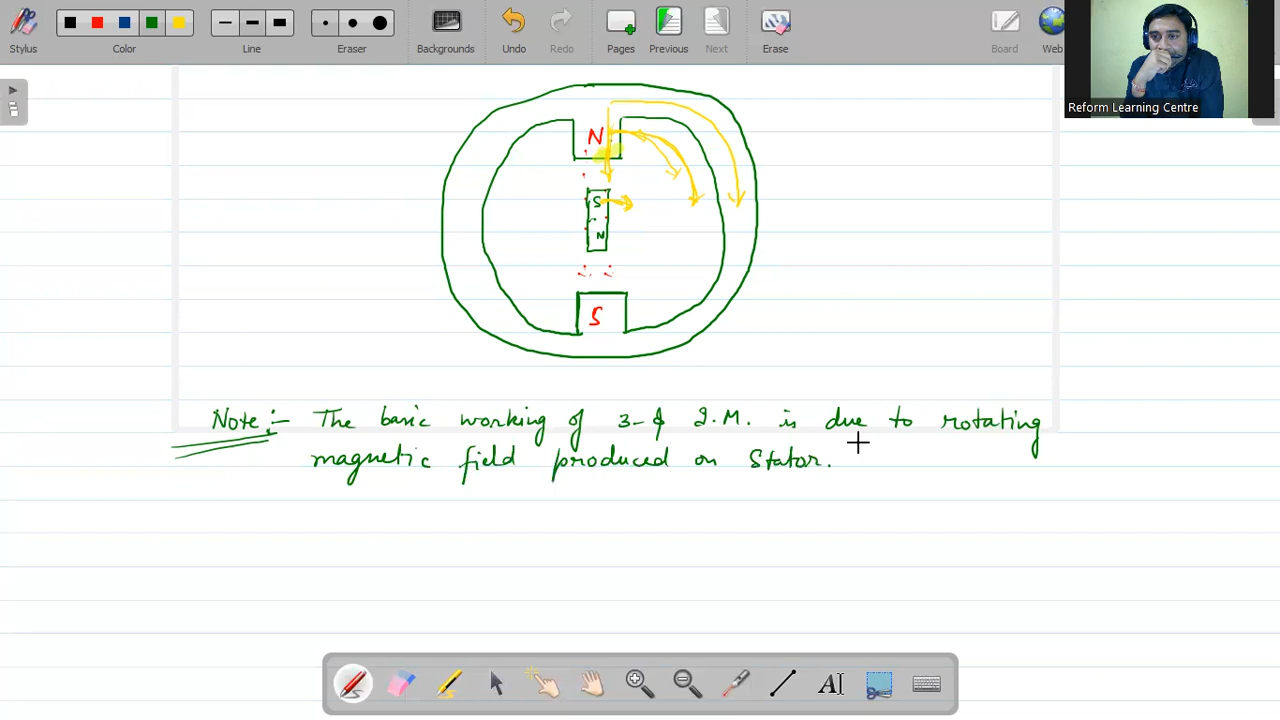 Stylus
Color
Line
Eraser
Backgrounds
Undo
Redo
Pages
Previous
Next
Erase
Board
Web
Reform Learning Centre
N
S
N
S
Note:- The basic working of 3-ϕ I.M. is due to rotating
magnetic field produced on Stator.
AI